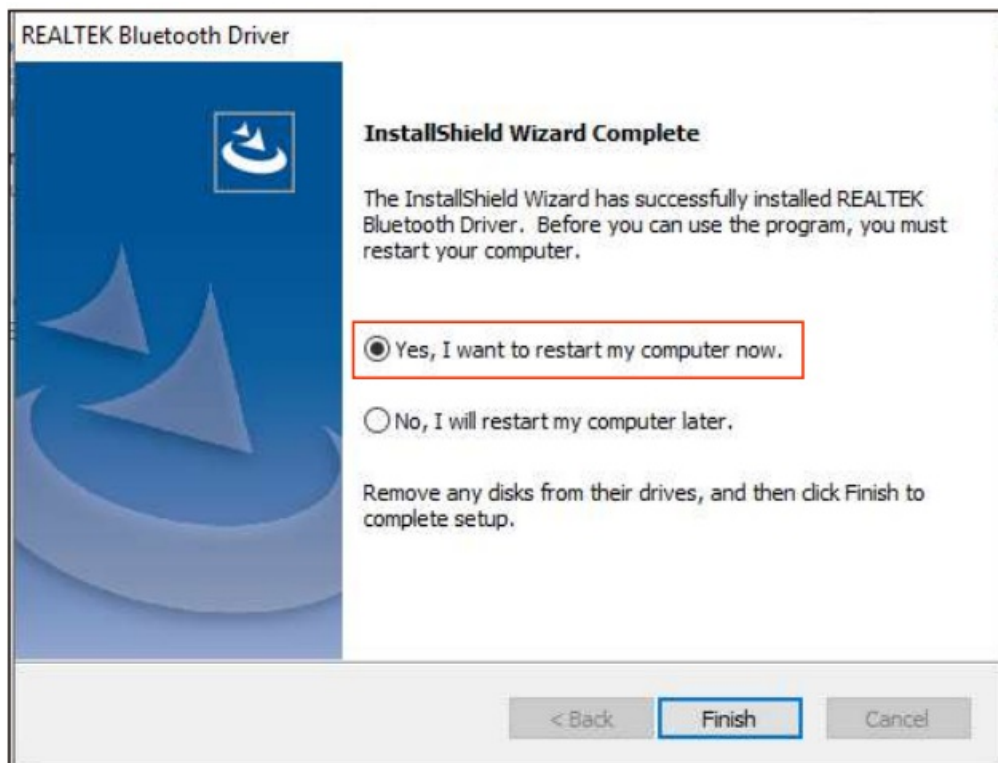 REALTEK Bluetooth Driver
InstallShield Wizard Complete
The InstallShield Wizard has successfully installed REALTEK
Bluetooth Driver. Before you can use the program, you must
restart your computer.
Yes, I want to restart my computer now.
No, I will restart my computer later.
Remove any disks from their drives, and then click Finish to
complete setup.
< Back
Finish
Cancel